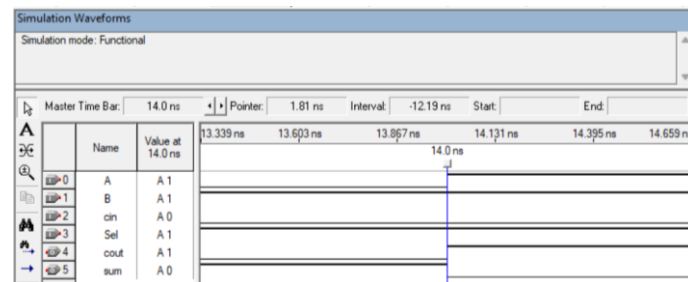 Simulation Waveforms
Simulation mode: Functional
Master Time Bar: 14.0 ns Pointer: 1.81 ns Interval: -12.19 ns Start: End:
A
Name Value at 14.0 ns
13.339 ns 13.603 ns 13.867 ns 14.131 ns 14.395 ns 14.659 n
14.0 ns
0 A A 1
1 B A 1
2 cin A 0
3 Sel A 1
4 cout A 1
5 sum A 0